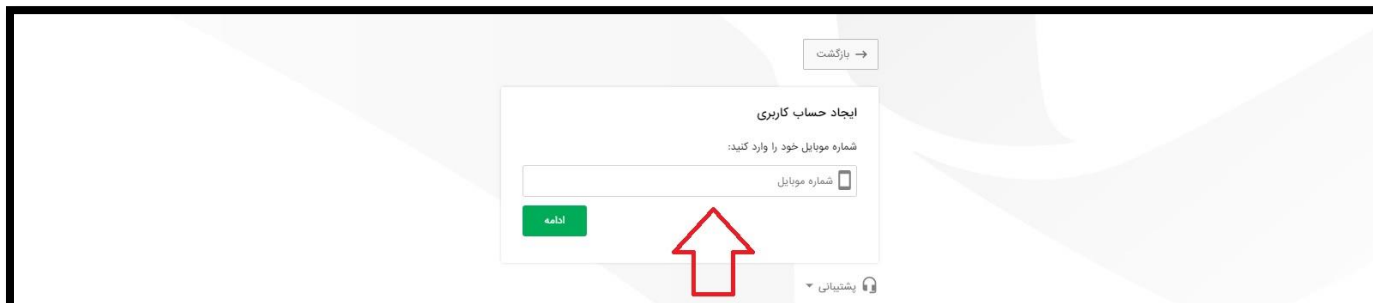 بازگشت
ایجاد حساب کاربری
شماره موبایل خود را وارد کنید:
شماره موبایل
ادامه
پشتیبانی